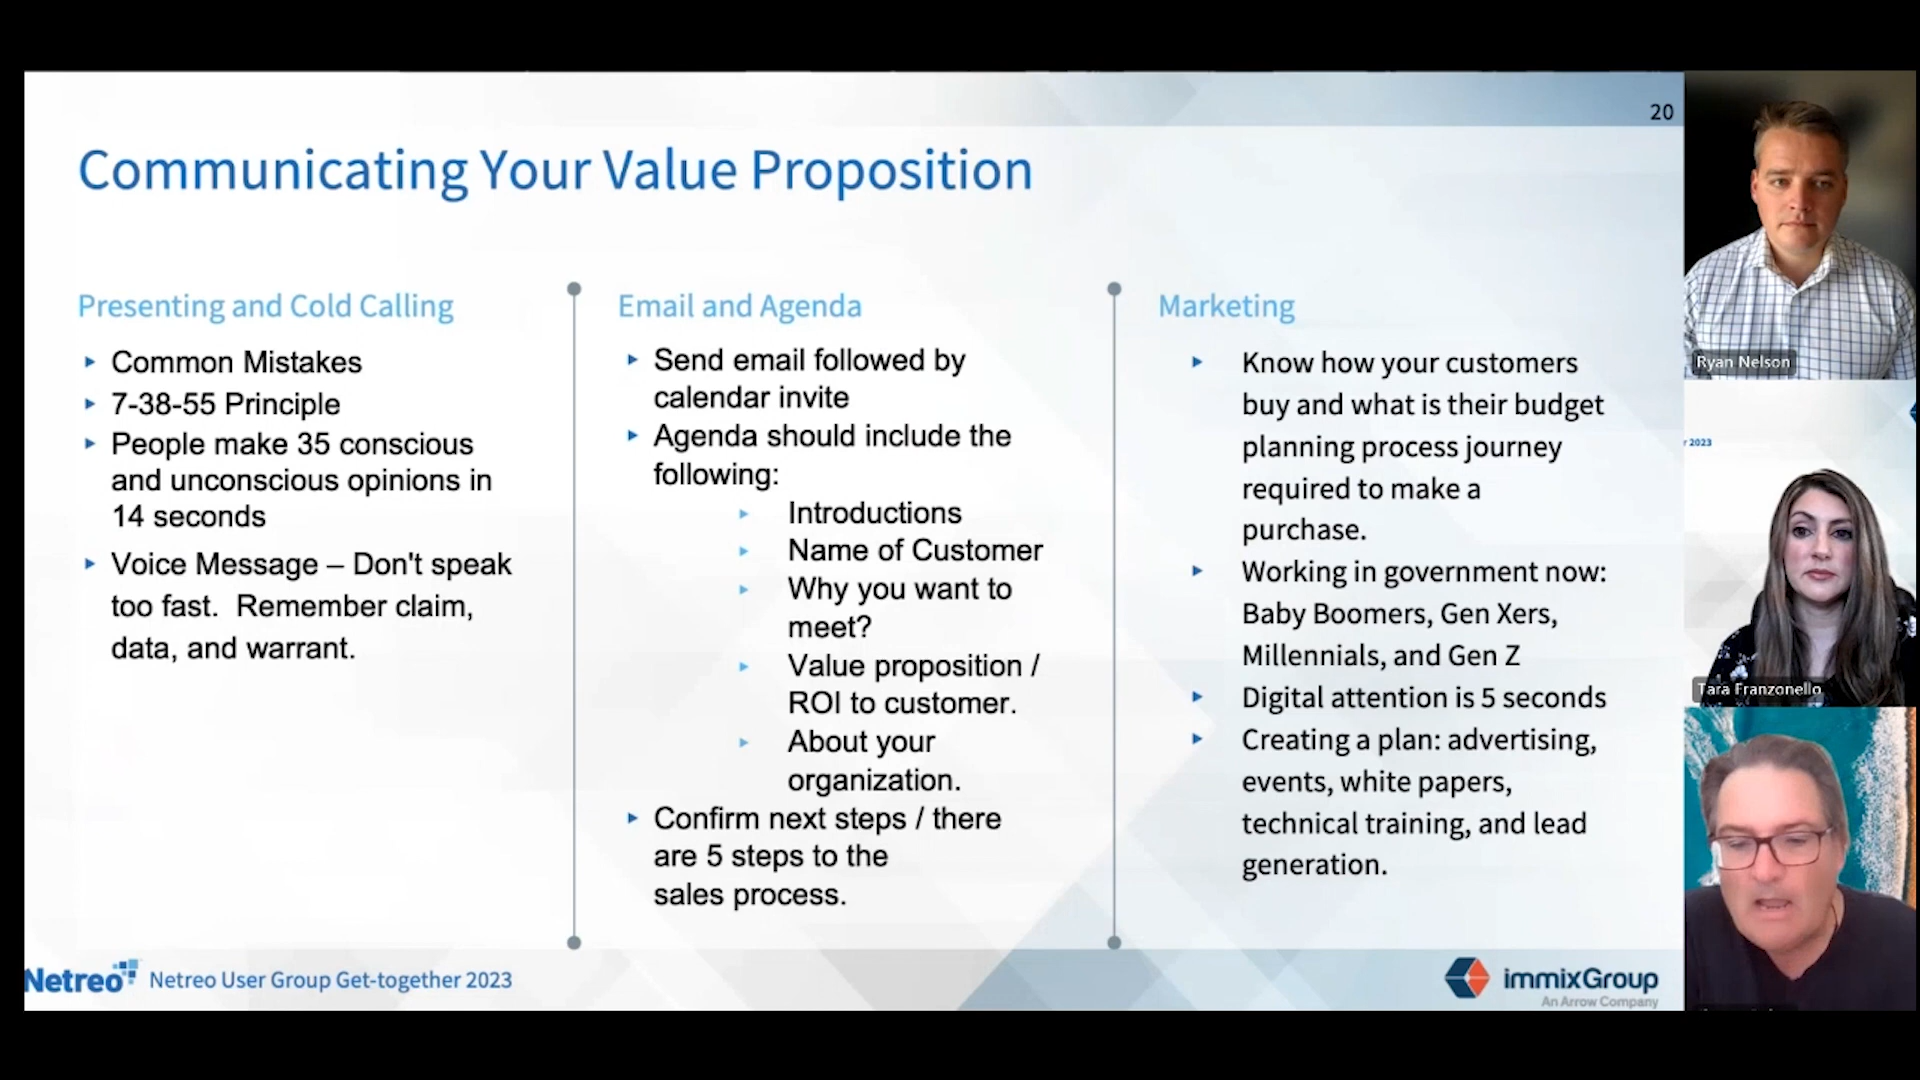 20
Communicating Your Value Proposition
Presenting and Cold Calling
Common Mistakes
7-38-55 Principle
People make 35 conscious
and unconscious opinions in
14 seconds
Voice Message – Don't speak
too fast. Remember claim,
data, and warrant.
Email and Agenda
Send email followed by
calendar invite
Agenda should include the
following:
Introductions
Name of Customer
Why you want to
meet?
Value proposition /
ROI to customer.
About your
organization.
Confirm next steps / there
are 5 steps to the
sales process.
Marketing
Know how your customers
buy and what is their budget
planning process journey
required to make a
purchase.
Working in government now:
Baby Boomers, Gen Xers,
Millennials, and Gen Z
Digital attention is 5 seconds
Creating a plan: advertising,
events, white papers,
technical training, and lead
generation.
Netreo
Netreo User Group Get-together 2023
immixGroup
An Arrow Company
Ryan Nelson
2023
Tara Franzonello